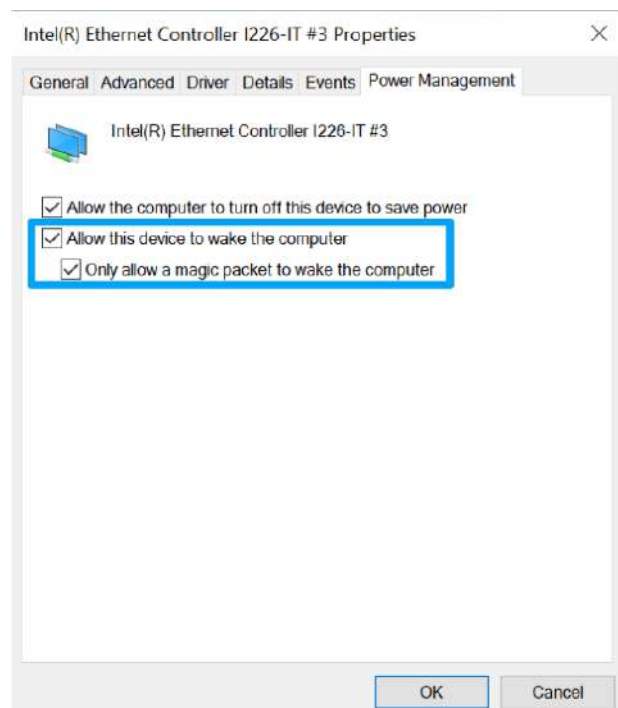 Intel(R) Ethernet Controller I226-IT #3 Properties
General Advanced Driver Details Events Power Management
Intel(R) Ethernet Controller I226-IT #3
Allow the computer to turn off this device to save power
Allow this device to wake the computer
Only allow a magic packet to wake the computer
OK Cancel